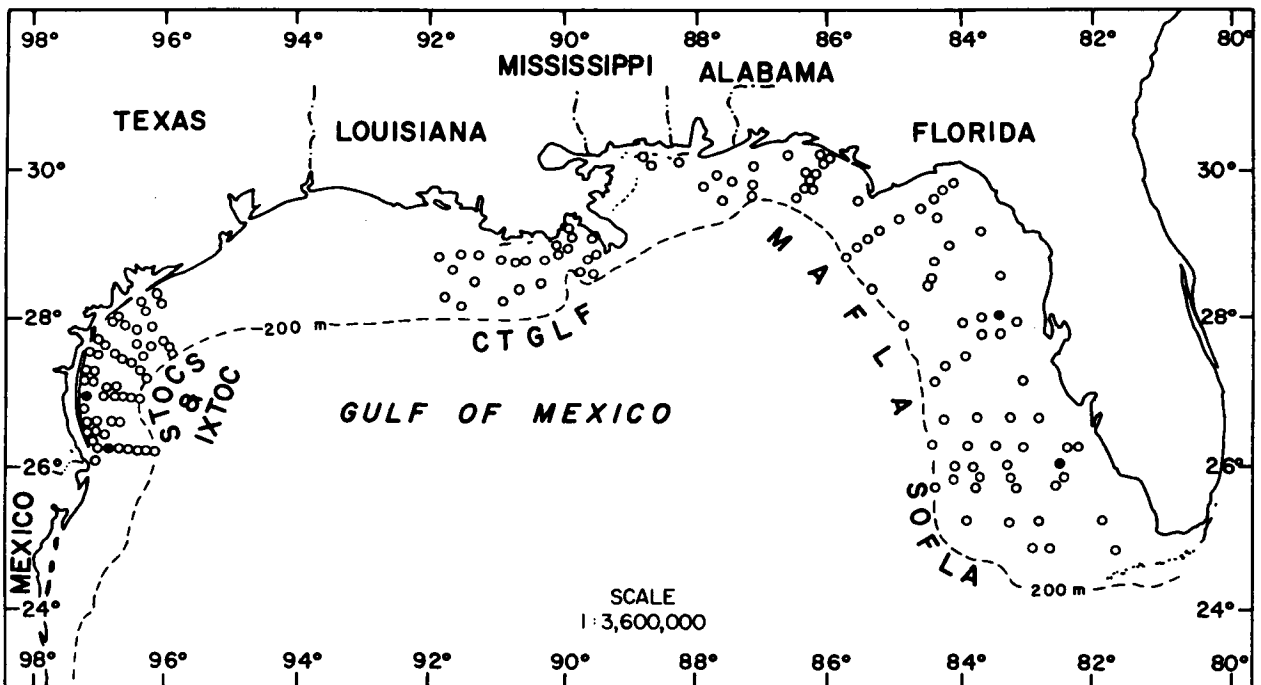 98° 96° 94° 92° 90° 88° 86° 84° 82° 80°
MISSISSIPPI ALABAMA
TEXAS LOUISIANA FLORIDA
30° 30°
MAFLA
28° 200 m CTGLF 28°
STOCS & IXTOC
GULF OF MEXICO
26° 26°
SOFLA
MEXICO
SCALE
1:3,600,000
200 m
24° 24°
98° 96° 94° 92° 90° 88° 86° 84° 82° 80°